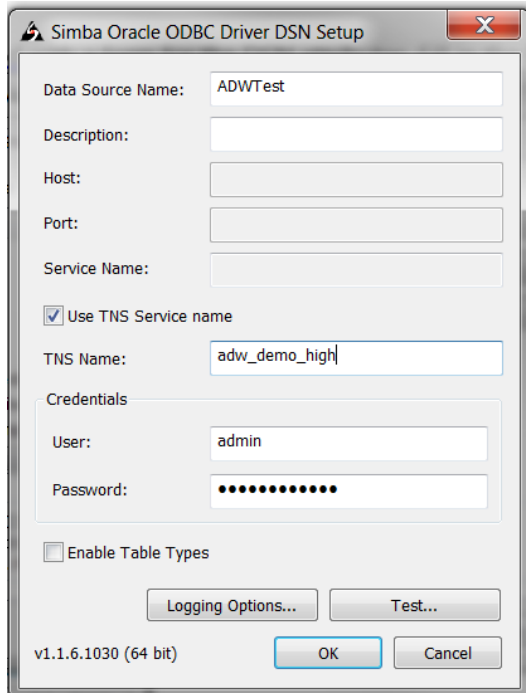 Simba Oracle ODBC Driver DSN Setup
Data Source Name: ADWTest
Description:
Host:
Port:
Service Name:
Use TNS Service name
TNS Name: adw_demo_high
Credentials
User: admin
Password: ●●●●●●●●●●●●
Enable Table Types
Logging Options... Test...
v1.1.6.1030 (64 bit) OK Cancel